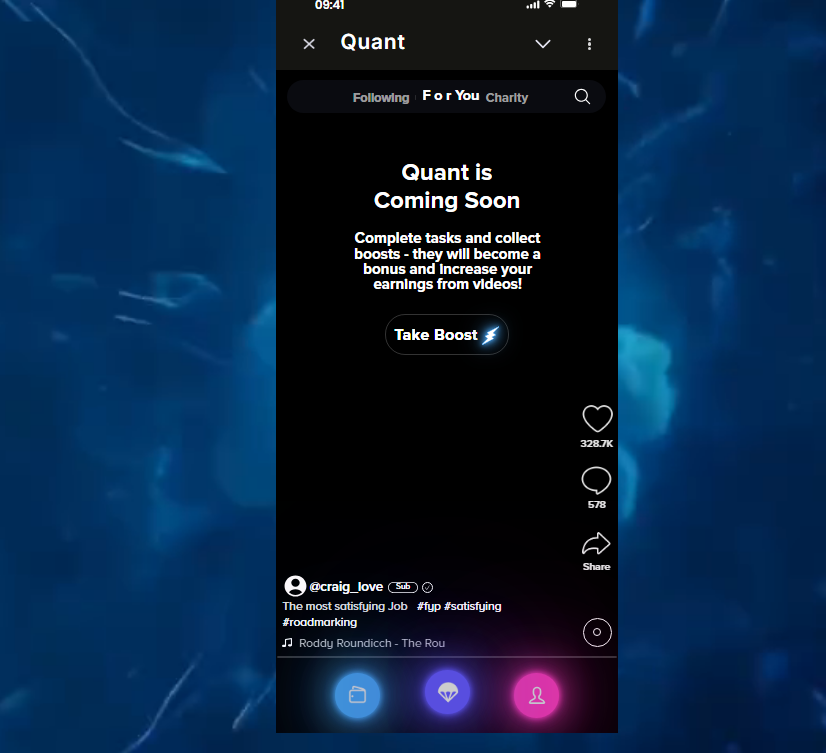 09:41
Quant
Following For You Charity
Quant is
Coming Soon
Complete tasks and collect
boosts - they will become a
bonus and increase your
earnings from videos!
Take Boost
328.7K
578
Share
@craig_love Sub
The most satisfying Job #fyp #satisfying
#roadmarking
Roddy Roundicch - The Rou